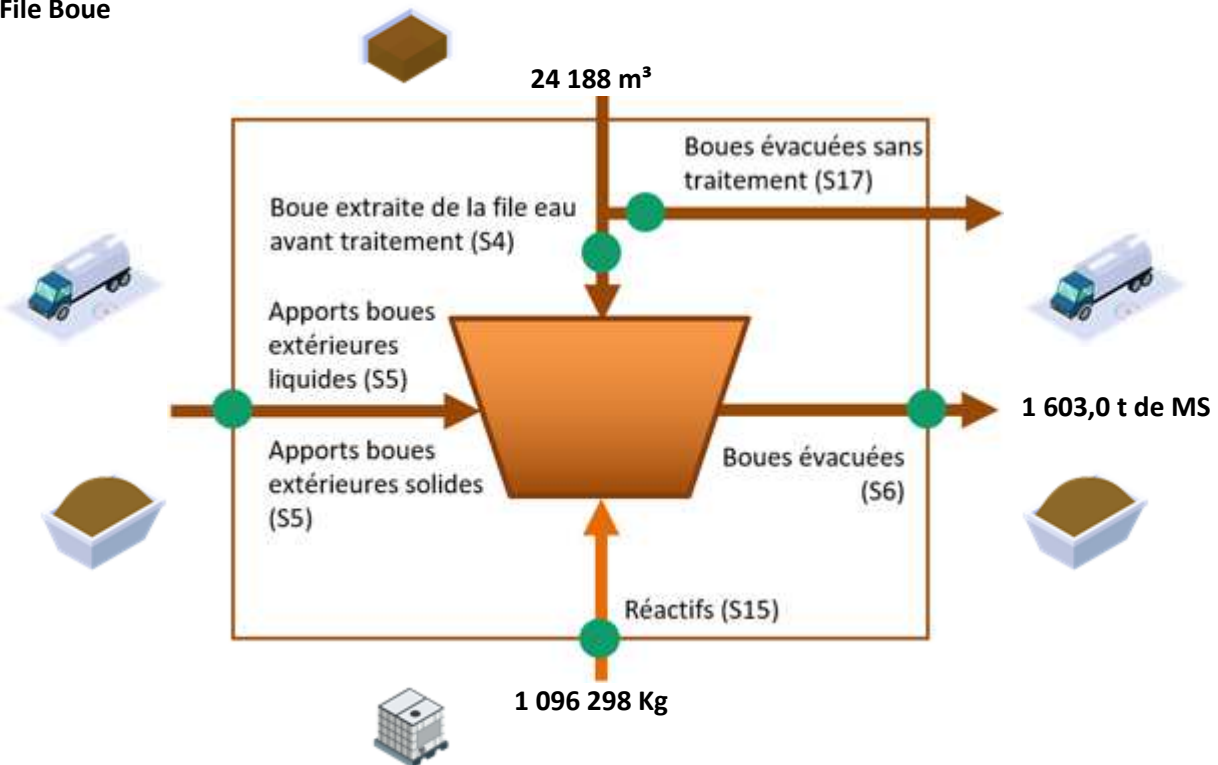 File Boue
24 188 m³
Boues évacuées sans
traitement (S17)
Boue extraite de la file eau
avant traitement (S4)
Apports boues
extérieures
liquides (S5)
1 603,0 t de MS
Apports boues
extérieures solides
(S5)
Boues évacuées
(S6)
Réactifs (S15)
1 096 298 Kg